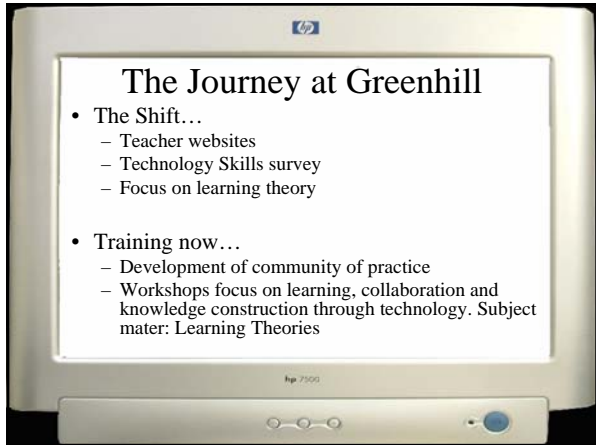 hp
The Journey at Greenhill
• The Shift…
– Teacher websites
– Technology Skills survey
– Focus on learning theory
• Training now…
– Development of community of practice
– Workshops focus on learning, collaboration and
knowledge construction through technology. Subject
mater: Learning Theories
hp 7500